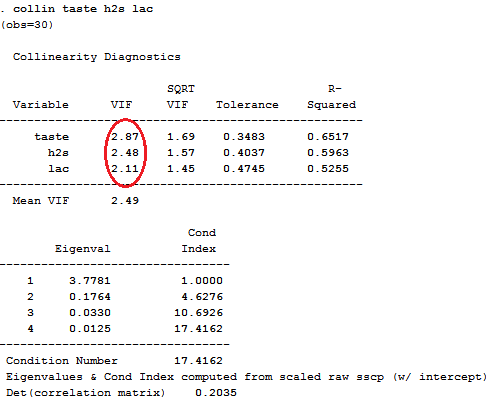 . collin taste h2s lac
(obs=30)
Collinearity Diagnostics
SQRT R-
Variable VIF VIF Tolerance Squared
----------------------------------------------------
taste 2.87 1.69 0.3483 0.6517
h2s 2.48 1.57 0.4037 0.5963
lac 2.11 1.45 0.4745 0.5255
----------------------------------------------------
Mean VIF 2.49
Cond
Eigenval Index
---------------------------------
1 3.7781 1.0000
2 0.1764 4.6276
3 0.0330 10.6926
4 0.0125 17.4162
---------------------------------
Condition Number 17.4162
Eigenvalues & Cond Index computed from scaled raw sscp (w/ intercept)
Det(correlation matrix) 0.2035